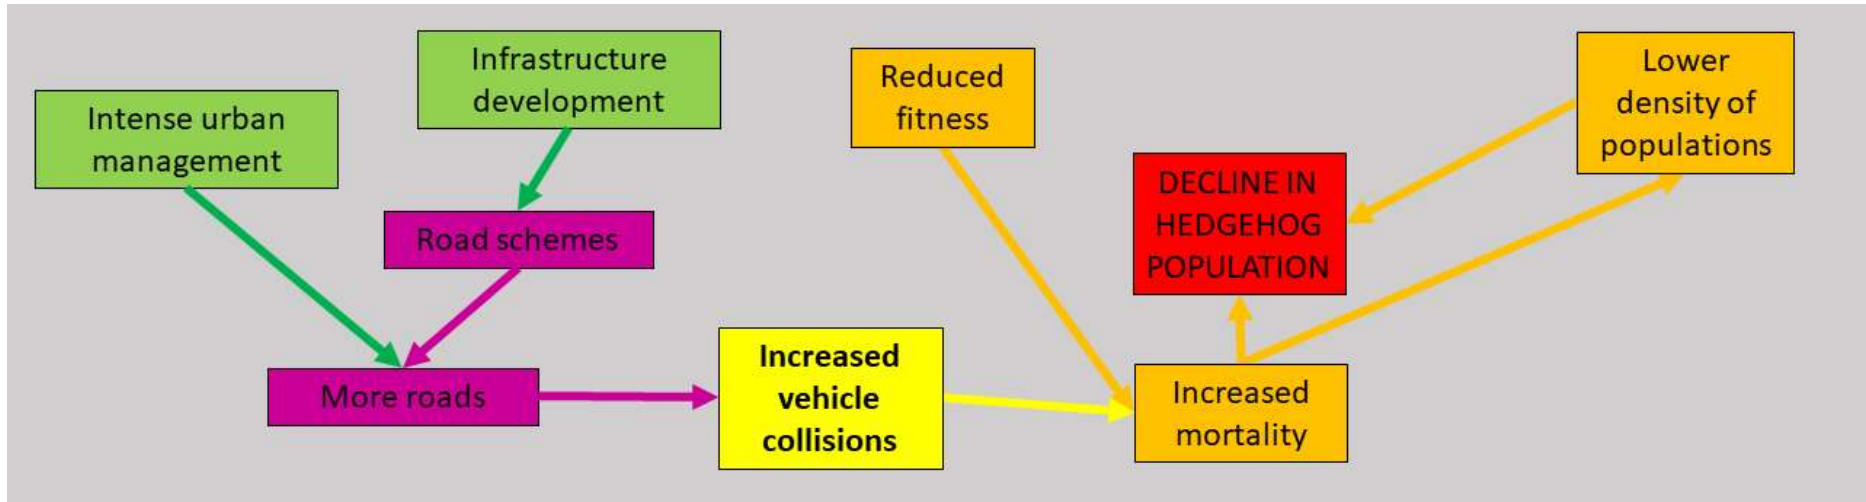 Infrastructure
development
Intense urban
management
Road schemes
More roads
Increased
vehicle
collisions
Reduced
fitness
Increased
mortality
DECLINE IN
HEDGEHOG
POPULATION
Lower
density of
populations